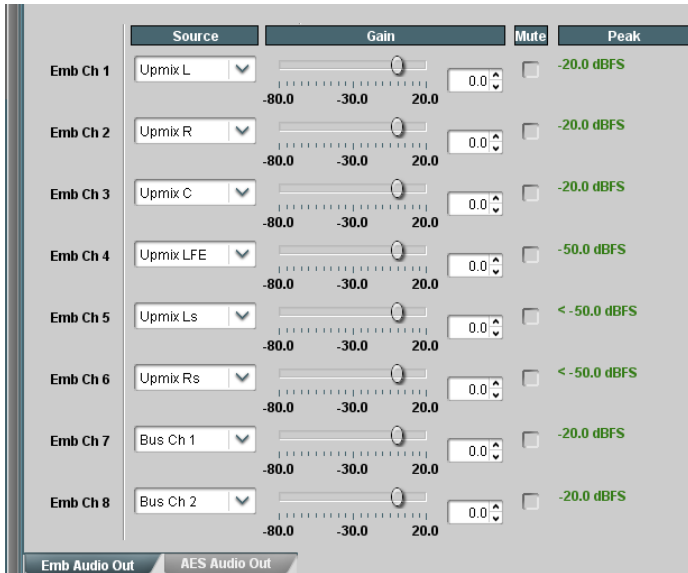 Source Gain Mute Peak
Emb Ch 1 Upmix L 0.0 -20.0 dBFS
-80.0 -30.0 20.0
Emb Ch 2 Upmix R 0.0 -20.0 dBFS
-80.0 -30.0 20.0
Emb Ch 3 Upmix C 0.0 -20.0 dBFS
-80.0 -30.0 20.0
Emb Ch 4 Upmix LFE 0.0 -50.0 dBFS
-80.0 -30.0 20.0
Emb Ch 5 Upmix Ls 0.0 < -50.0 dBFS
-80.0 -30.0 20.0
Emb Ch 6 Upmix Rs 0.0 < -50.0 dBFS
-80.0 -30.0 20.0
Emb Ch 7 Bus Ch 1 0.0 -20.0 dBFS
-80.0 -30.0 20.0
Emb Ch 8 Bus Ch 2 0.0 -20.0 dBFS
-80.0 -30.0 20.0
Emb Audio Out AES Audio Out